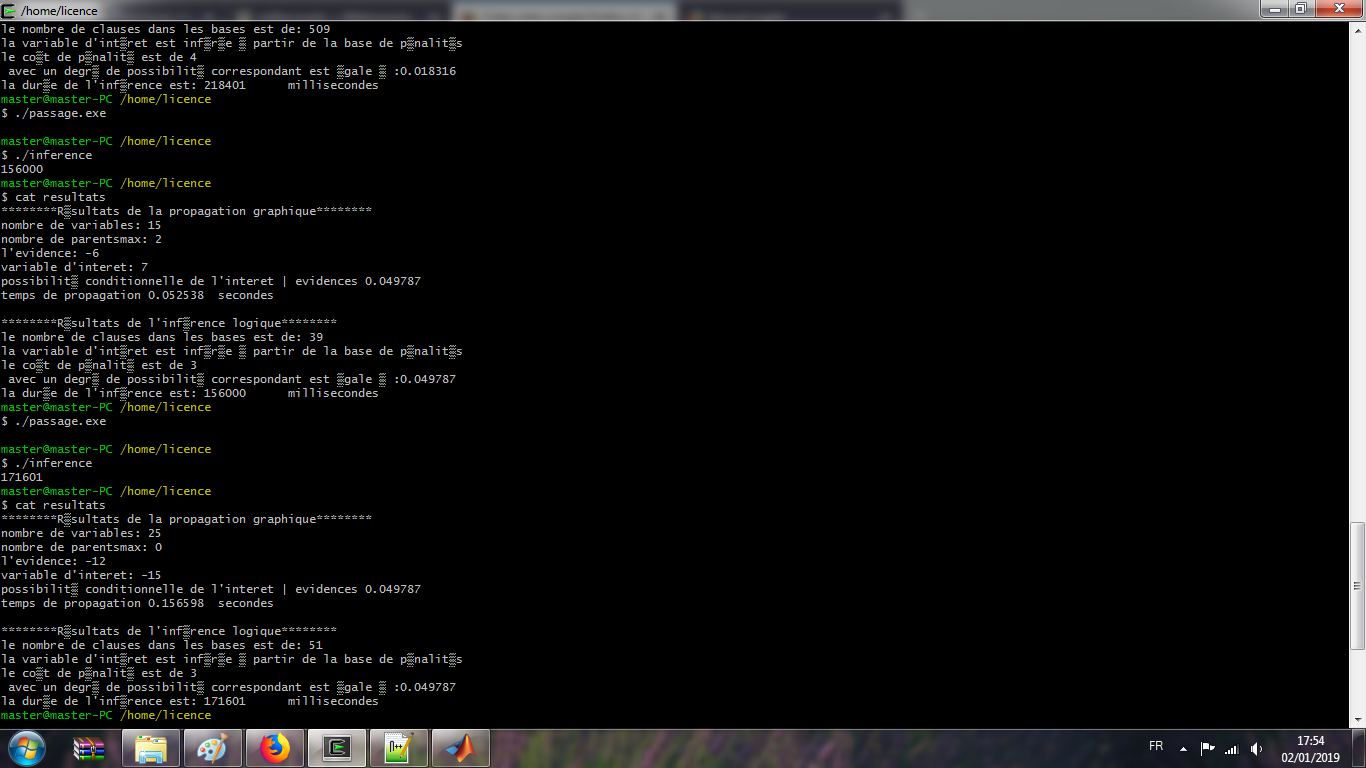 /home/licence
le nombre de clauses dans les bases est de: 509
la variable d'int▒ret est inf▒r▒e ▒ partir de la base de p▒nalit▒s
le co▒t de p▒nalit▒ est de 4
 avec un degr▒ de possibilit▒ correspondant est ▒gale ▒ :0.018316
la dur▒e de l'inf▒rence est: 218401      millisecondes
master@master-PC /home/licence
$ ./passage.exe
master@master-PC /home/licence
$ ./inference
156000
master@master-PC /home/licence
$ cat resultats
********R▒sultats de la propagation graphique********
nombre de variables: 15
nombre de parentsmax: 2
l'evidence: -6
variable d'interet: 7
possibilit▒ conditionnelle de l'interet | evidences 0.049787
temps de propagation 0.052538  secondes
********R▒sultats de l'inf▒rence logique********
le nombre de clauses dans les bases est de: 39
la variable d'int▒ret est inf▒r▒e ▒ partir de la base de p▒nalit▒s
le co▒t de p▒nalit▒ est de 3
 avec un degr▒ de possibilit▒ correspondant est ▒gale ▒ :0.049787
la dur▒e de l'inf▒rence est: 156000      millisecondes
master@master-PC /home/licence
$ ./passage.exe
master@master-PC /home/licence
$ ./inference
171601
master@master-PC /home/licence
$ cat resultats
********R▒sultats de la propagation graphique********
nombre de variables: 25
nombre de parentsmax: 0
l'evidence: -12
variable d'interet: -15
possibilit▒ conditionnelle de l'interet | evidences 0.049787
temps de propagation 0.156598  secondes
********R▒sultats de l'inf▒rence logique********
le nombre de clauses dans les bases est de: 51
la variable d'int▒ret est inf▒r▒e ▒ partir de la base de p▒nalit▒s
le co▒t de p▒nalit▒ est de 3
 avec un degr▒ de possibilit▒ correspondant est ▒gale ▒ :0.049787
la dur▒e de l'inf▒rence est: 171601      millisecondes
master@master-PC /home/licence
FR
17:54
02/01/2019